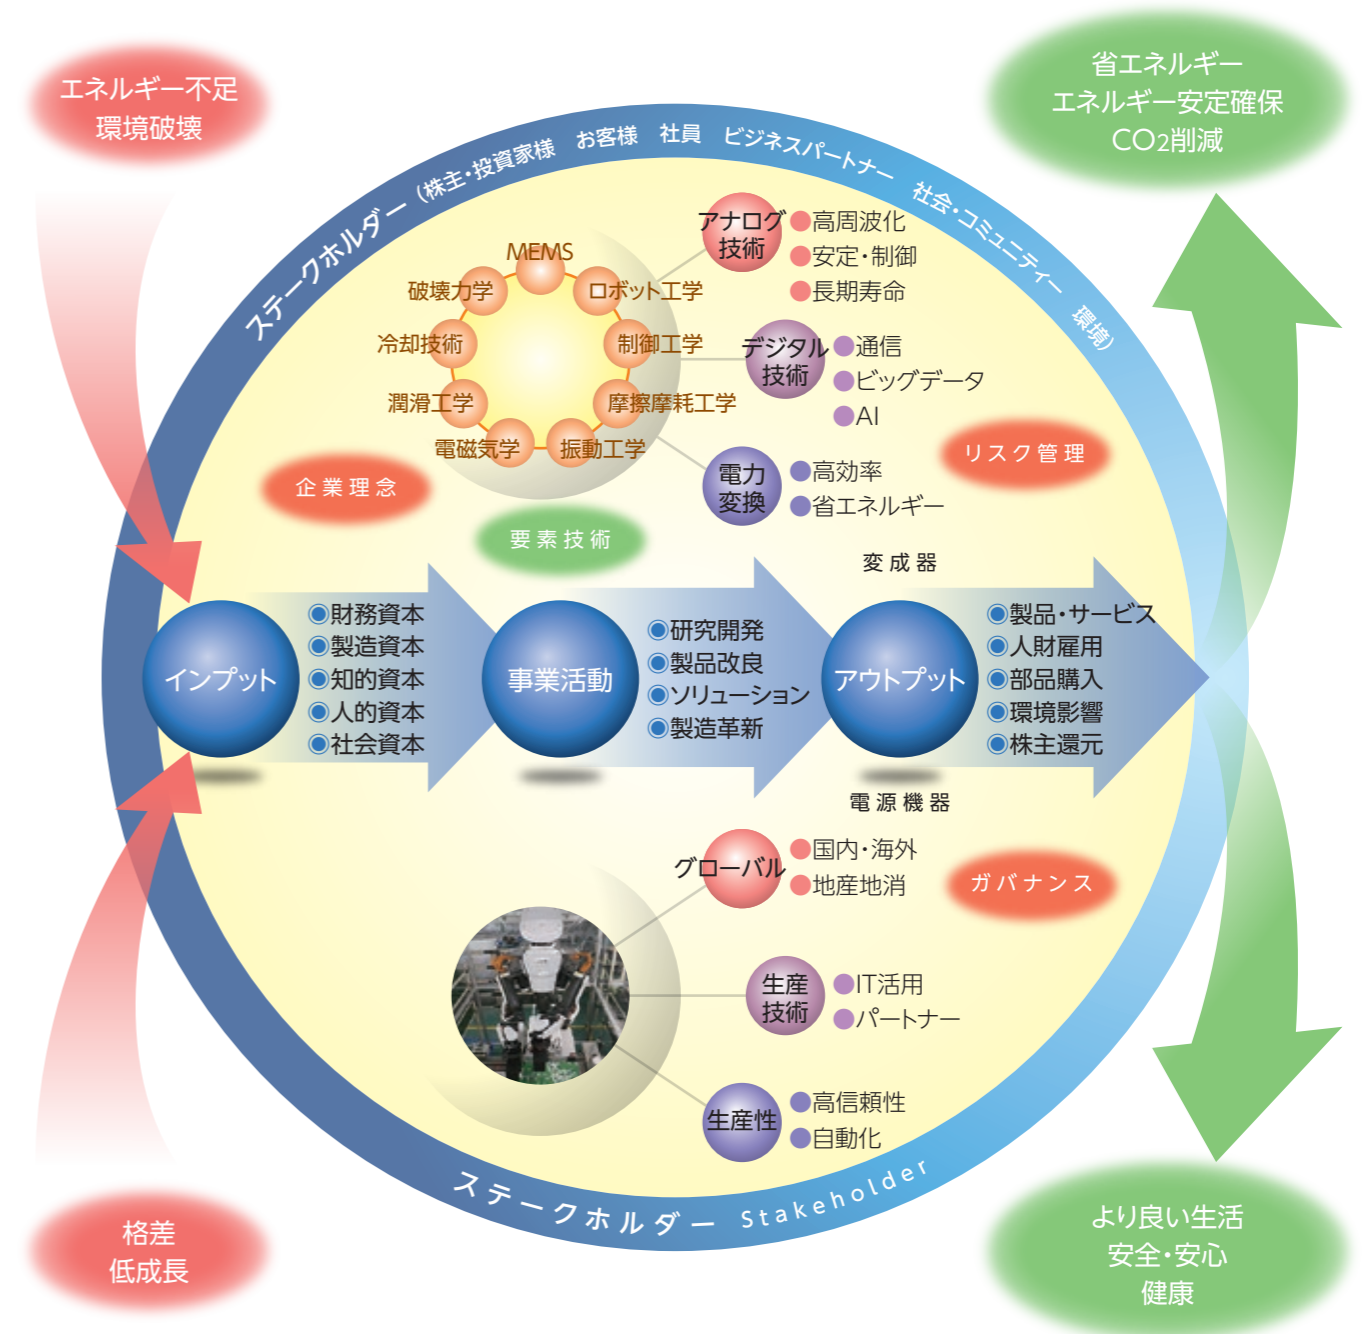 エネルギー不足
環境破壊
省エネルギー
エネルギー安定確保
CO2削減
ステークホルダー（株主・投資家様　お客様　社員　ビジネスパートナー　社会・コミュニティー　環境）
MEMS
破壊力学
ロボット工学
冷却技術
制御工学
潤滑工学
摩擦摩耗工学
電磁気学
振動工学
アナログ
技術
高周波化
安定・制御
長期寿命
デジタル
技術
通信
ビッグデータ
AI
電力
変換
高効率
省エネルギー
企業理念
要素技術
リスク管理
変成器
インプット
財務資本
製造資本
知的資本
人的資本
社会資本
事業活動
研究開発
製品改良
ソリューション
製造革新
アウトプット
製品・サービス
人財雇用
部品購入
環境影響
株主還元
電源機器
グローバル
国内・海外
地産地消
ガバナンス
生産
技術
IT活用
パートナー
生産性
高信頼性
自動化
ステークホルダー Stakeholder
格差
低成長
より良い生活
安全・安心
健康